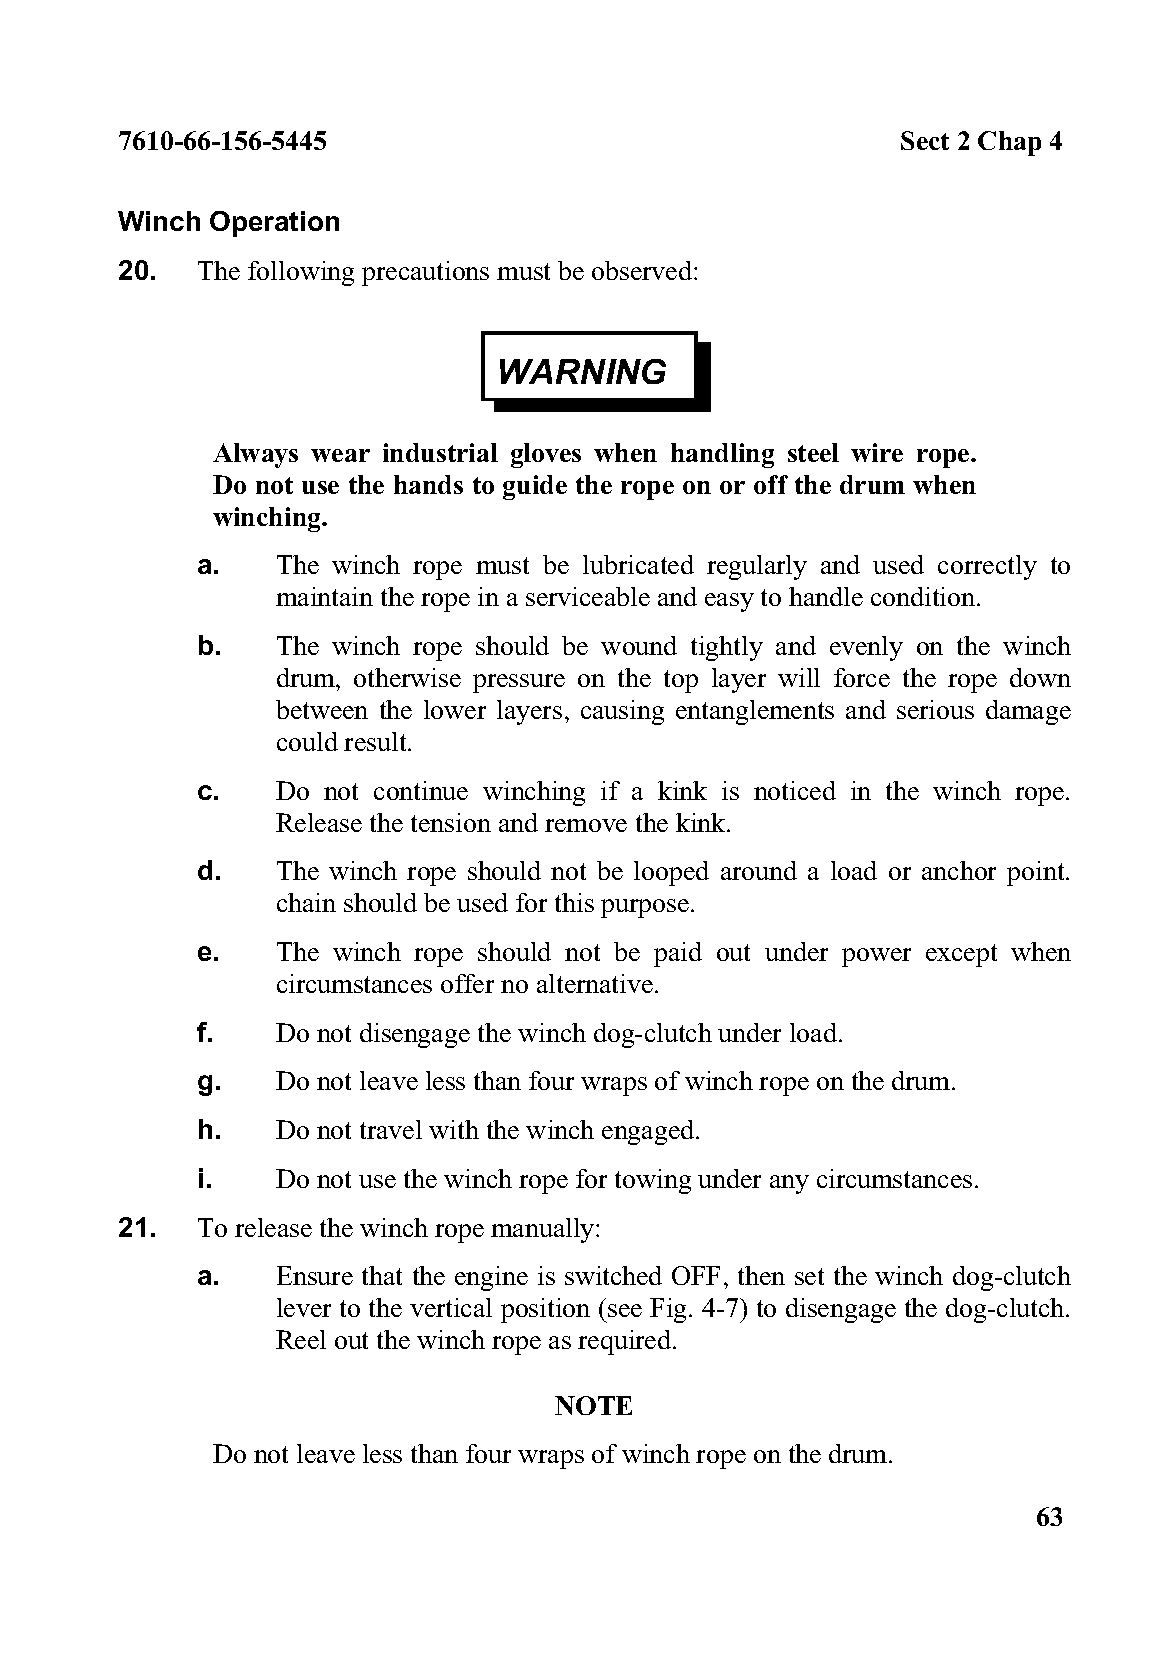 7610-66-156-5445 Sect 2 Chap 4
Winch Operation
20. The following precautions must be observed:
WARNING
Always wear industrial gloves when handling steel wire rope.
Do not use the hands to guide the rope on or off the drum when
winching.
a. The winch rope must be lubricated regularly and used correctly to
maintain the rope in a serviceable and easy to handle condition.
b. The winch rope should be wound tightly and evenly on the winch
drum, otherwise pressure on the top layer will force the rope down
between the lower layers, causing entanglements and serious damage
could result.
c. Do not continue winching if a kink is noticed in the winch rope.
Release the tension and remove the kink.
d. The winch rope should not be looped around a load or anchor point.
chain should be used for this purpose.
e. The winch rope should not be paid out under power except when
circumstances offer no alternative.
f. Do not disengage the winch dog-clutch under load.
g. Do not leave less than four wraps of winch rope on the drum.
h. Do not travel with the winch engaged.
i. Do not use the winch rope for towing under any circumstances.
21. To release the winch rope manually:
a. Ensure that the engine is switched OFF, then set the winch dog-clutch
lever to the vertical position (see Fig. 4-7) to disengage the dog-clutch.
Reel out the winch rope as required.
NOTE
Do not leave less than four wraps of winch rope on the drum.
63